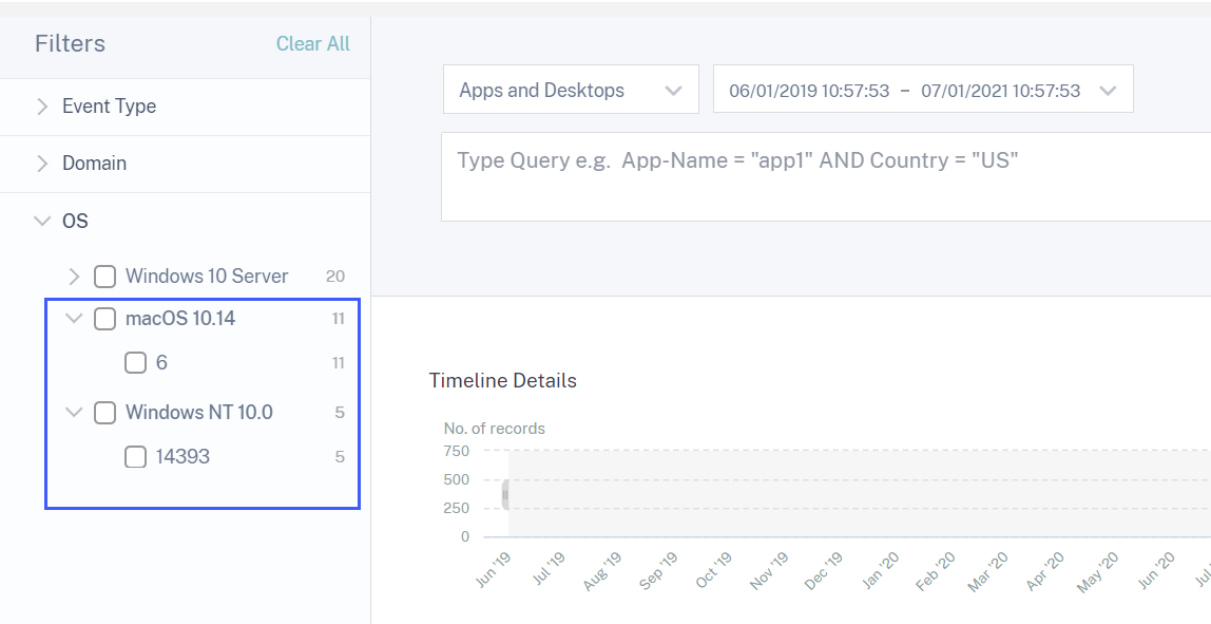 Filters
Clear All
Event Type
Domain
OS
Windows 10 Server 20
macOS 10.14 11
6 11
Windows NT 10.0 5
14393 5
Apps and Desktops
06/01/2019 10:57:53 – 07/01/2021 10:57:53
Type Query e.g. App-Name = "app1" AND Country = "US"
Timeline Details
No. of records
750
500
250
0
Jun '19
Jul '19
Aug '19
Sep '19
Oct '19
Nov '19
Dec '19
Jan '20
Feb '20
Mar '20
Apr '20
May '20
Jun '20